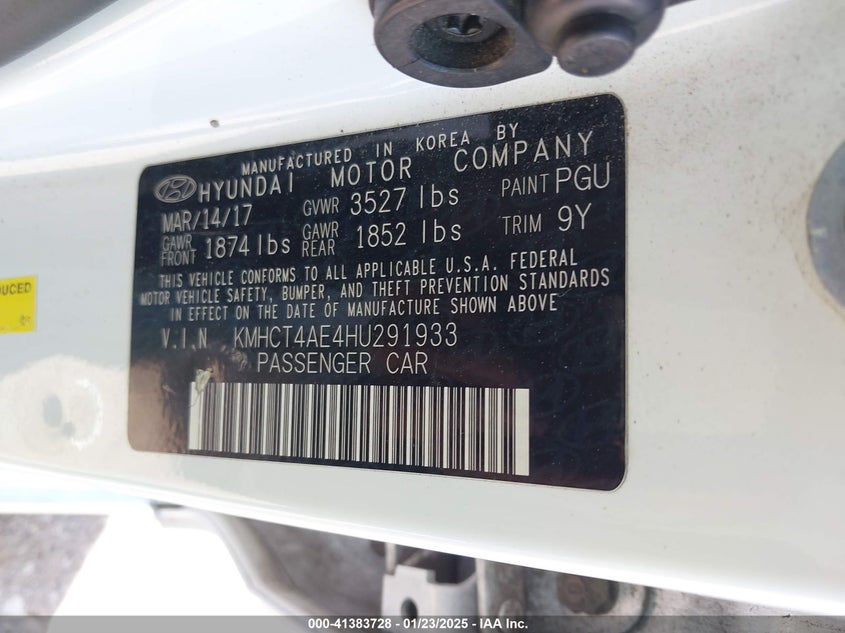 MANUFACTURED IN KOREA BY
HYUNDAI MOTOR COMPANY
MAR/14/17 GVWR 3527 lbs PAINT PGU
GAWR FRONT 1874 lbs GAWR REAR 1852 lbs TRIM 9Y
THIS VEHICLE CONFORMS TO ALL APPLICABLE U.S.A. FEDERAL
MOTOR VEHICLE SAFETY, BUMPER, AND THEFT PREVENTION STANDARDS
IN EFFECT ON THE DATE OF MANUFACTURE SHOWN ABOVE
V.I.N KMHCT4AE4HU291933
PASSENGER CAR
UCED
000-41383728 - 01/23/2025 - IAA Inc.